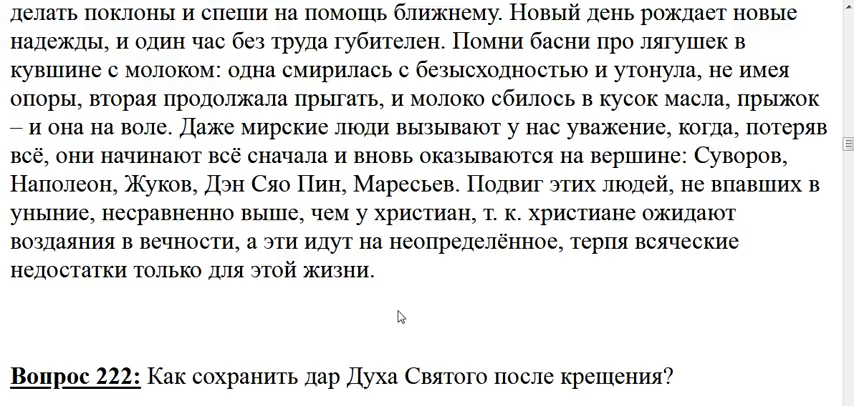 делать поклоны и спеши на помощь ближнему. Новый день рождает новые
надежды, и один час без труда губителен. Помни басни про лягушек в
кувшине с молоком: одна смирилась с безысходностью и утонула, не имея
опоры, вторая продолжала прыгать, и молоко сбилось в кусок масла, прыжок
– и она на воле. Даже мирские люди вызывают у нас уважение, когда, потеряв
всё, они начинают всё сначала и вновь оказываются на вершине: Суворов,
Наполеон, Жуков, Дэн Сяо Пин, Маресьев. Подвиг этих людей, не впавших в
уныние, несравненно выше, чем у христиан, т. к. христиане ожидают
воздаяния в вечности, а эти идут на неопределённое, терпя всяческие
недостатки только для этой жизни.
Вопрос 222: Как сохранить дар Духа Святого после крещения?